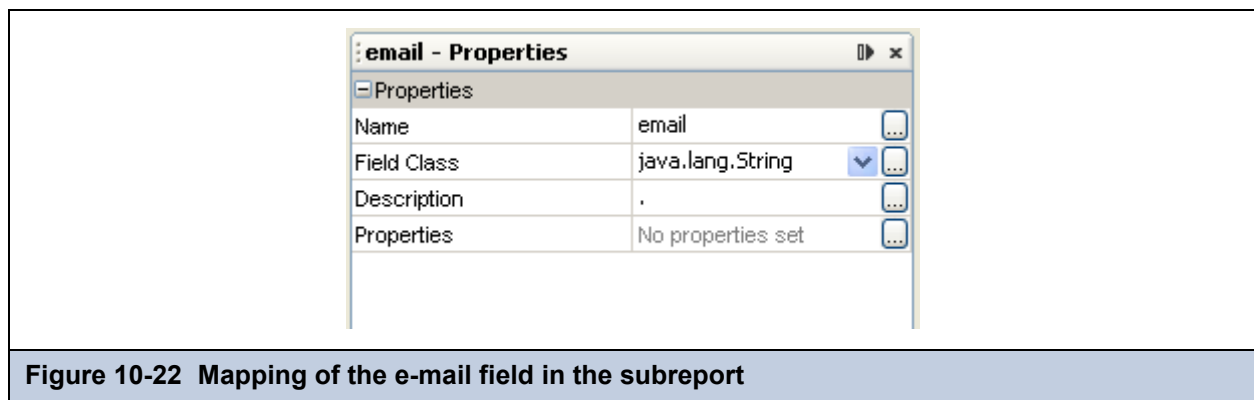 email - Properties
Properties
Name email ...
Field Class java.lang.String ...
Description . ...
Properties No properties set ...
Figure 10-22 Mapping of the e-mail field in the subreport